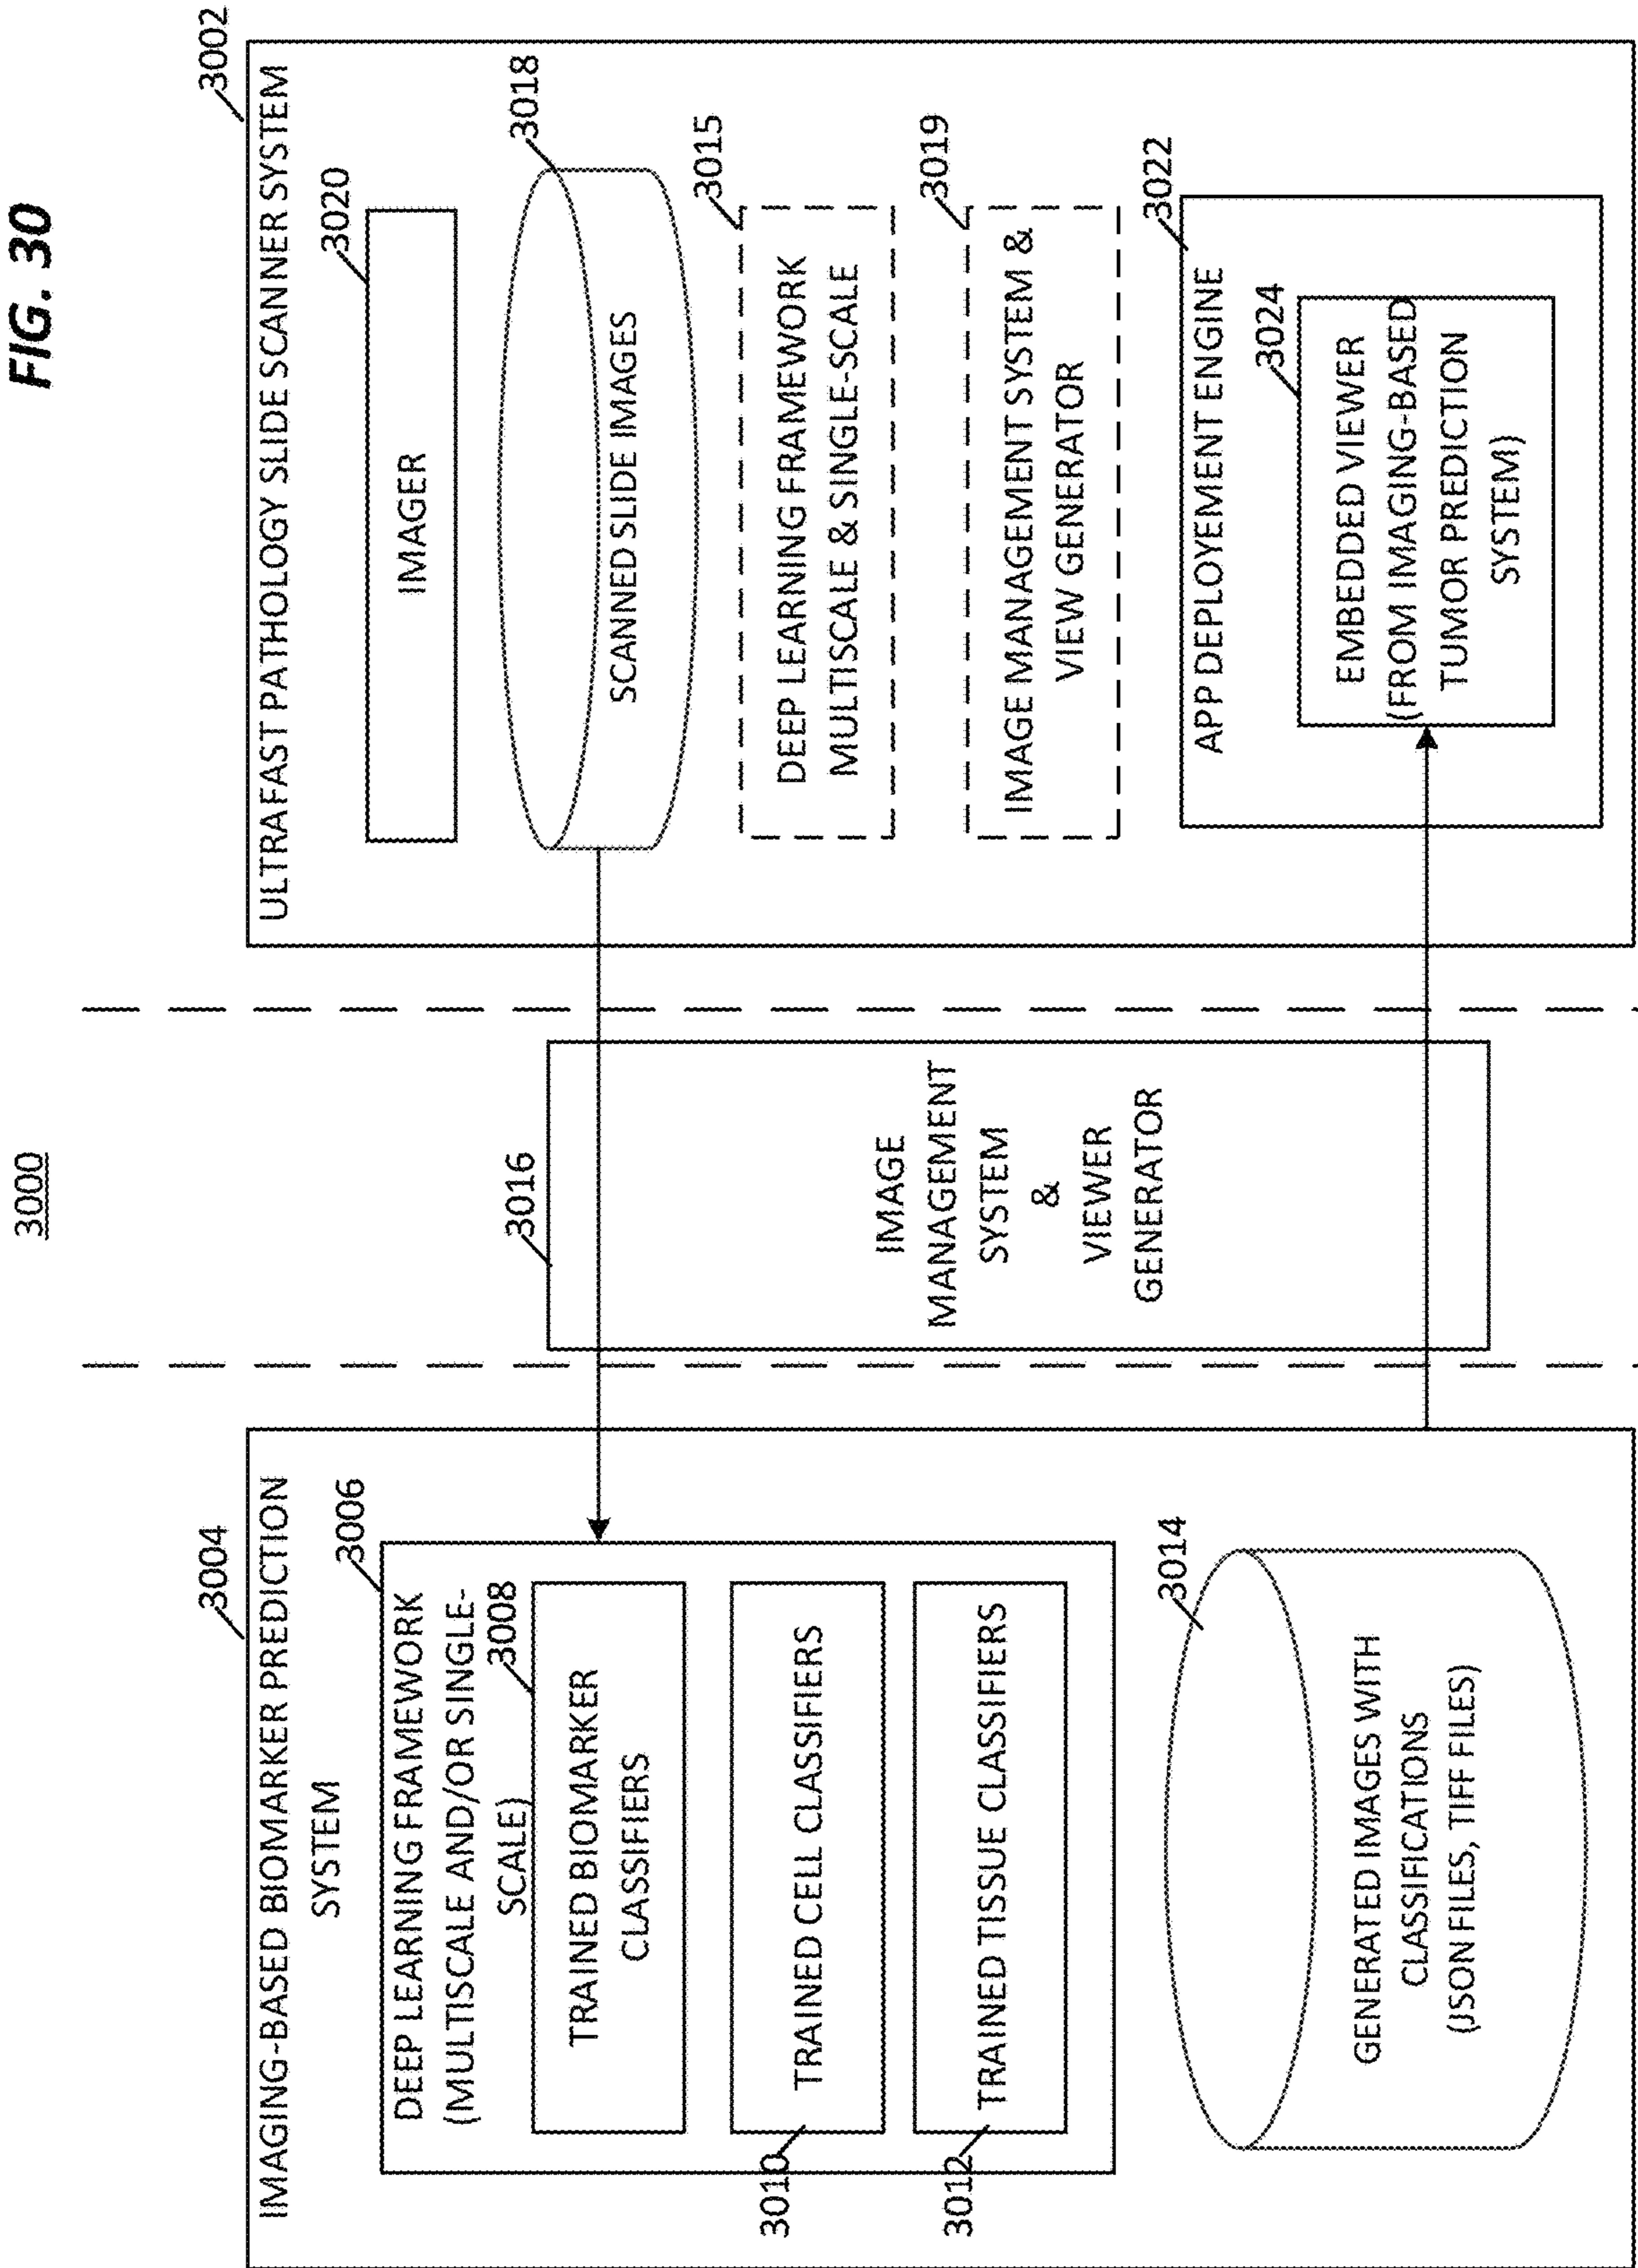 FIG. 30
3000
3004
IMAGING-BASED BIOMARKER PREDICTION
SYSTEM
3006
DEEP LEARNING FRAMEWORK
(MULTISCALE AND/OR SINGLE-
SCALE)
3008
TRAINED BIOMARKER
CLASSIFIERS
3010
TRAINED CELL CLASSIFIERS
3012
TRAINED TISSUE CLASSIFIERS
3014
GENERATED IMAGES WITH
CLASSIFICATIONS
(JSON FILES, TIFF FILES)
3016
IMAGE
MANAGEMENT
SYSTEM
&
VIEWER
GENERATOR
3002
ULTRAFAST PATHOLOGY SLIDE SCANNER SYSTEM
3020
IMAGER
3018
SCANNED SLIDE IMAGES
3015
DEEP LEARNING FRAMEWORK
MULTISCALE & SINGLE-SCALE
3019
IMAGE MANAGEMENT SYSTEM &
VIEW GENERATOR
3022
APP DEPLOYEMENT ENGINE
3024
EMBEDDED VIEWER
(FROM IMAGING-BASED
TUMOR PREDICTION
SYSTEM)